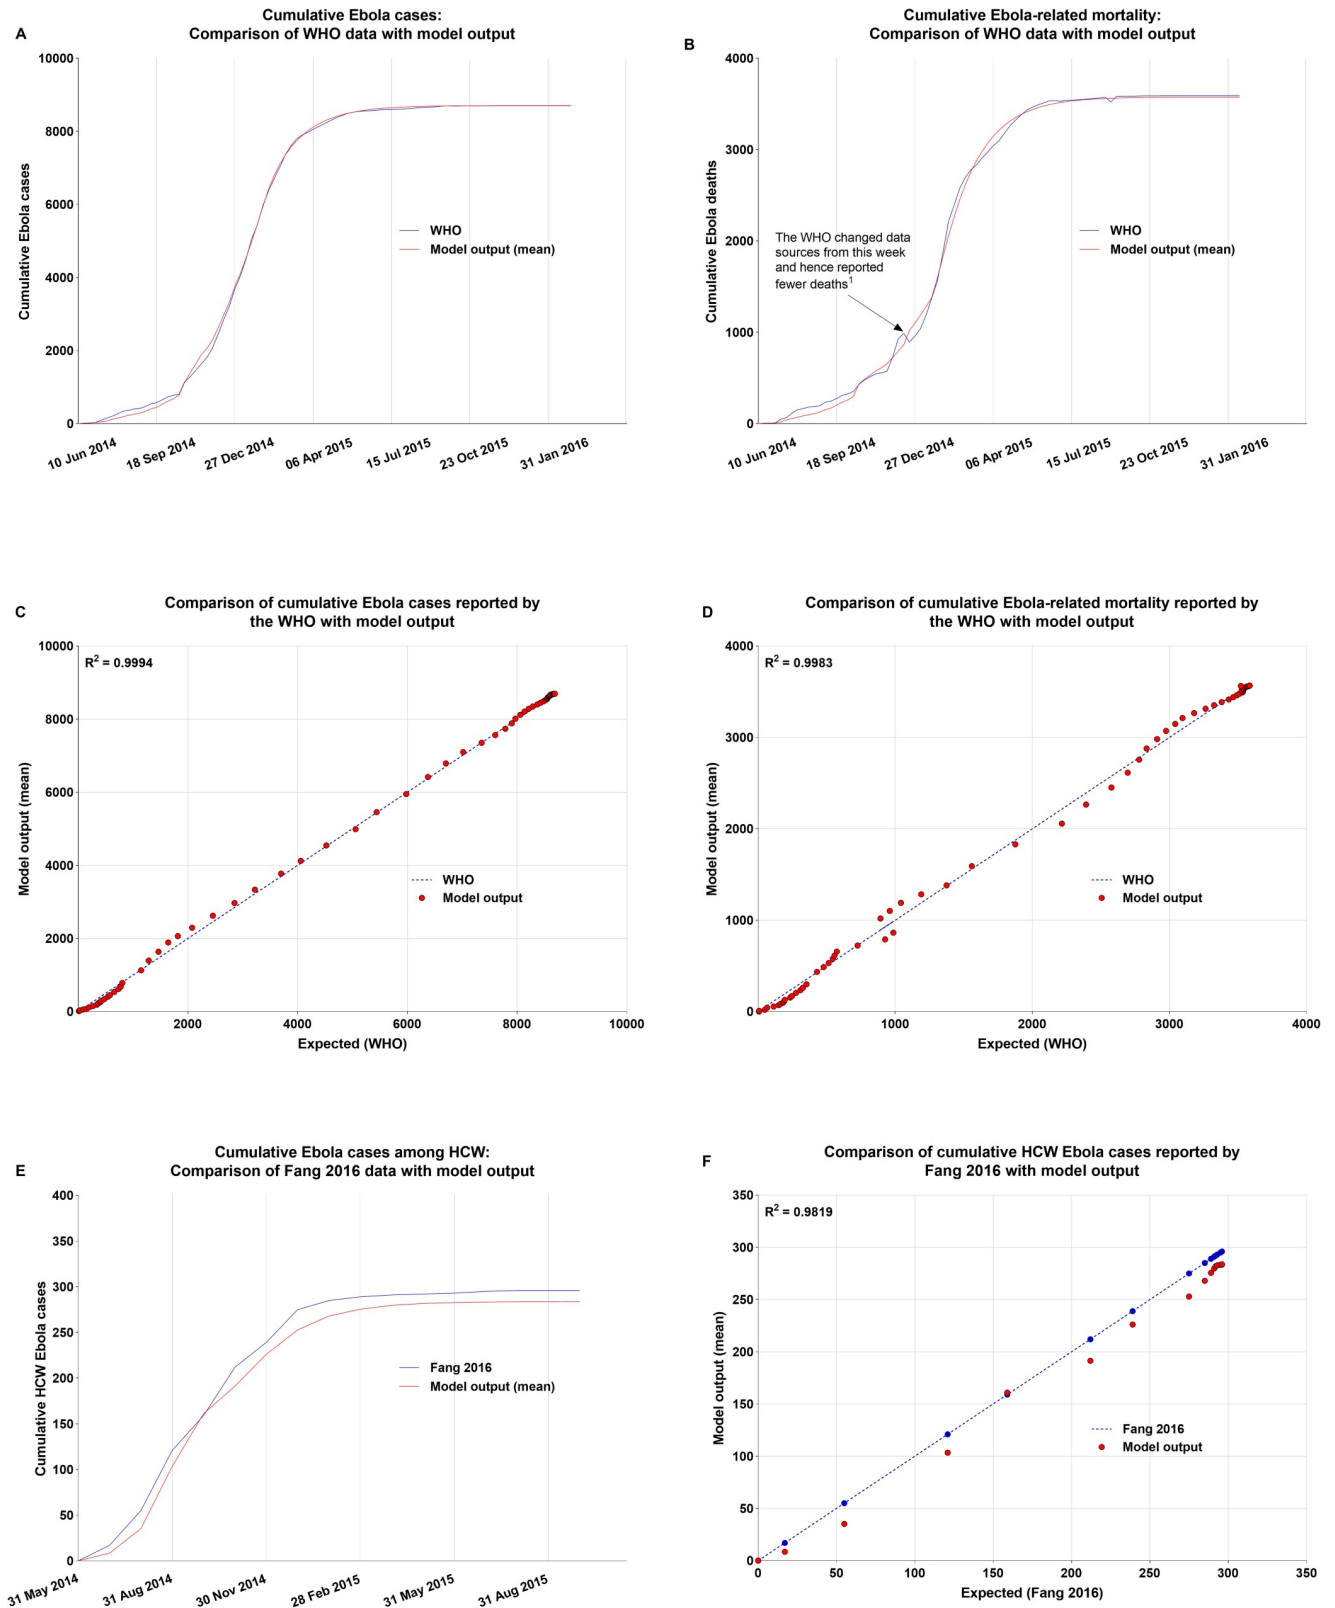 A
Cumulative Ebola cases:
Comparison of WHO data with model output
Cumulative Ebola cases
10000
8000
6000
4000
2000
0
WHO
Model output (mean)
10 Jun 2014
18 Sep 2014
27 Dec 2014
06 Apr 2015
15 Jul 2015
23 Oct 2015
31 Jan 2016
B
Cumulative Ebola-related mortality:
Comparison of WHO data with model output
Cumulative Ebola deaths
4000
3000
2000
1000
0
The WHO changed data
sources from this week
and hence reported
fewer deaths¹
WHO
Model output (mean)
10 Jun 2014
18 Sep 2014
27 Dec 2014
06 Apr 2015
15 Jul 2015
23 Oct 2015
31 Jan 2016
C
Comparison of cumulative Ebola cases reported by
the WHO with model output
R² = 0.9994
Model output (mean)
10000
8000
6000
4000
2000
0
WHO
Model output
2000
4000
6000
8000
10000
Expected (WHO)
D
Comparison of cumulative Ebola-related mortality reported by
the WHO with model output
R² = 0.9983
Model output (mean)
4000
3000
2000
1000
0
WHO
Model output
1000
2000
3000
4000
Expected (WHO)
E
Cumulative Ebola cases among HCW:
Comparison of Fang 2016 data with model output
Cumulative HCW Ebola cases
400
350
300
250
200
150
100
50
0
Fang 2016
Model output (mean)
31 May 2014
31 Aug 2014
30 Nov 2014
28 Feb 2015
31 May 2015
31 Aug 2015
F
Comparison of cumulative HCW Ebola cases reported by
Fang 2016 with model output
R² = 0.9819
Model output (mean)
350
300
250
200
150
100
50
0
Fang 2016
Model output
0
50
100
150
200
250
300
350
Expected (Fang 2016)